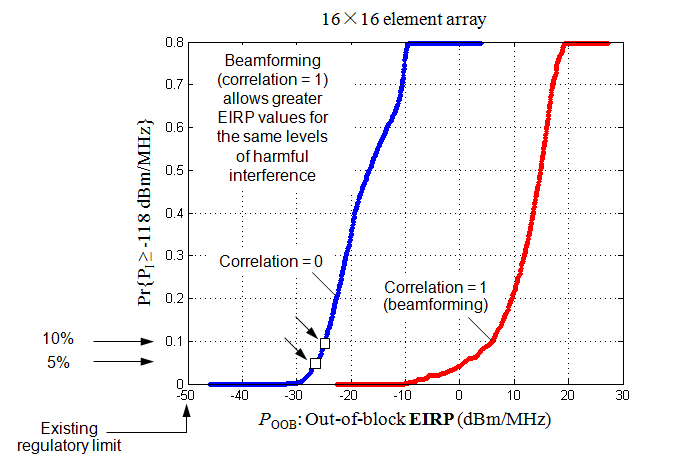 16×16 element array
Beamforming
(correlation = 1)
allows greater
EIRP values for
the same levels
of harmful
interference
Correlation = 0
Correlation = 1
(beamforming)
Pr{P_I ≥ -118 dBm/MHz}
0.8
0.7
0.6
0.5
0.4
0.3
0.2
0.1
0
10%
5%
-50 -40 -30 -20 -10 0 10 20 30
P_OOB: Out-of-block EIRP (dBm/MHz)
Existing
regulatory limit